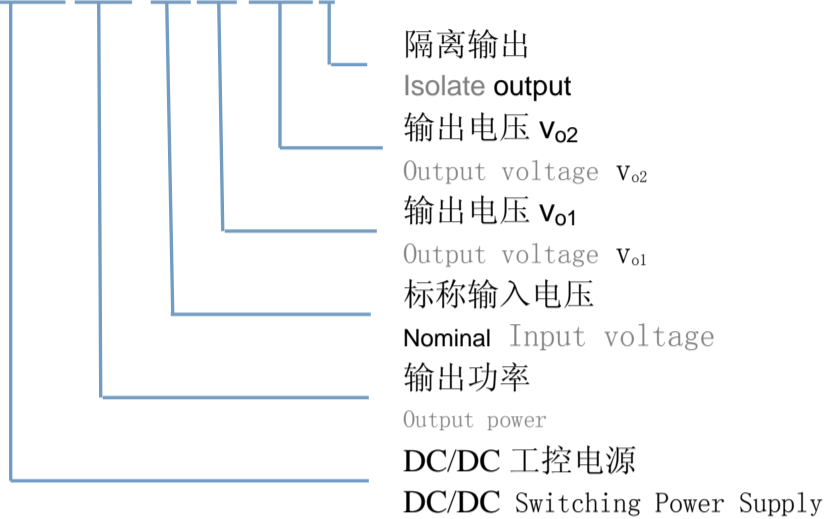 隔离输出
Isolate output
输出电压 Vo2
Output voltage Vo2
输出电压 Vo1
Output voltage Vo1
标称输入电压
Nominal Input voltage
输出功率
Output power
DC/DC 工控电源
DC/DC Switching Power Supply